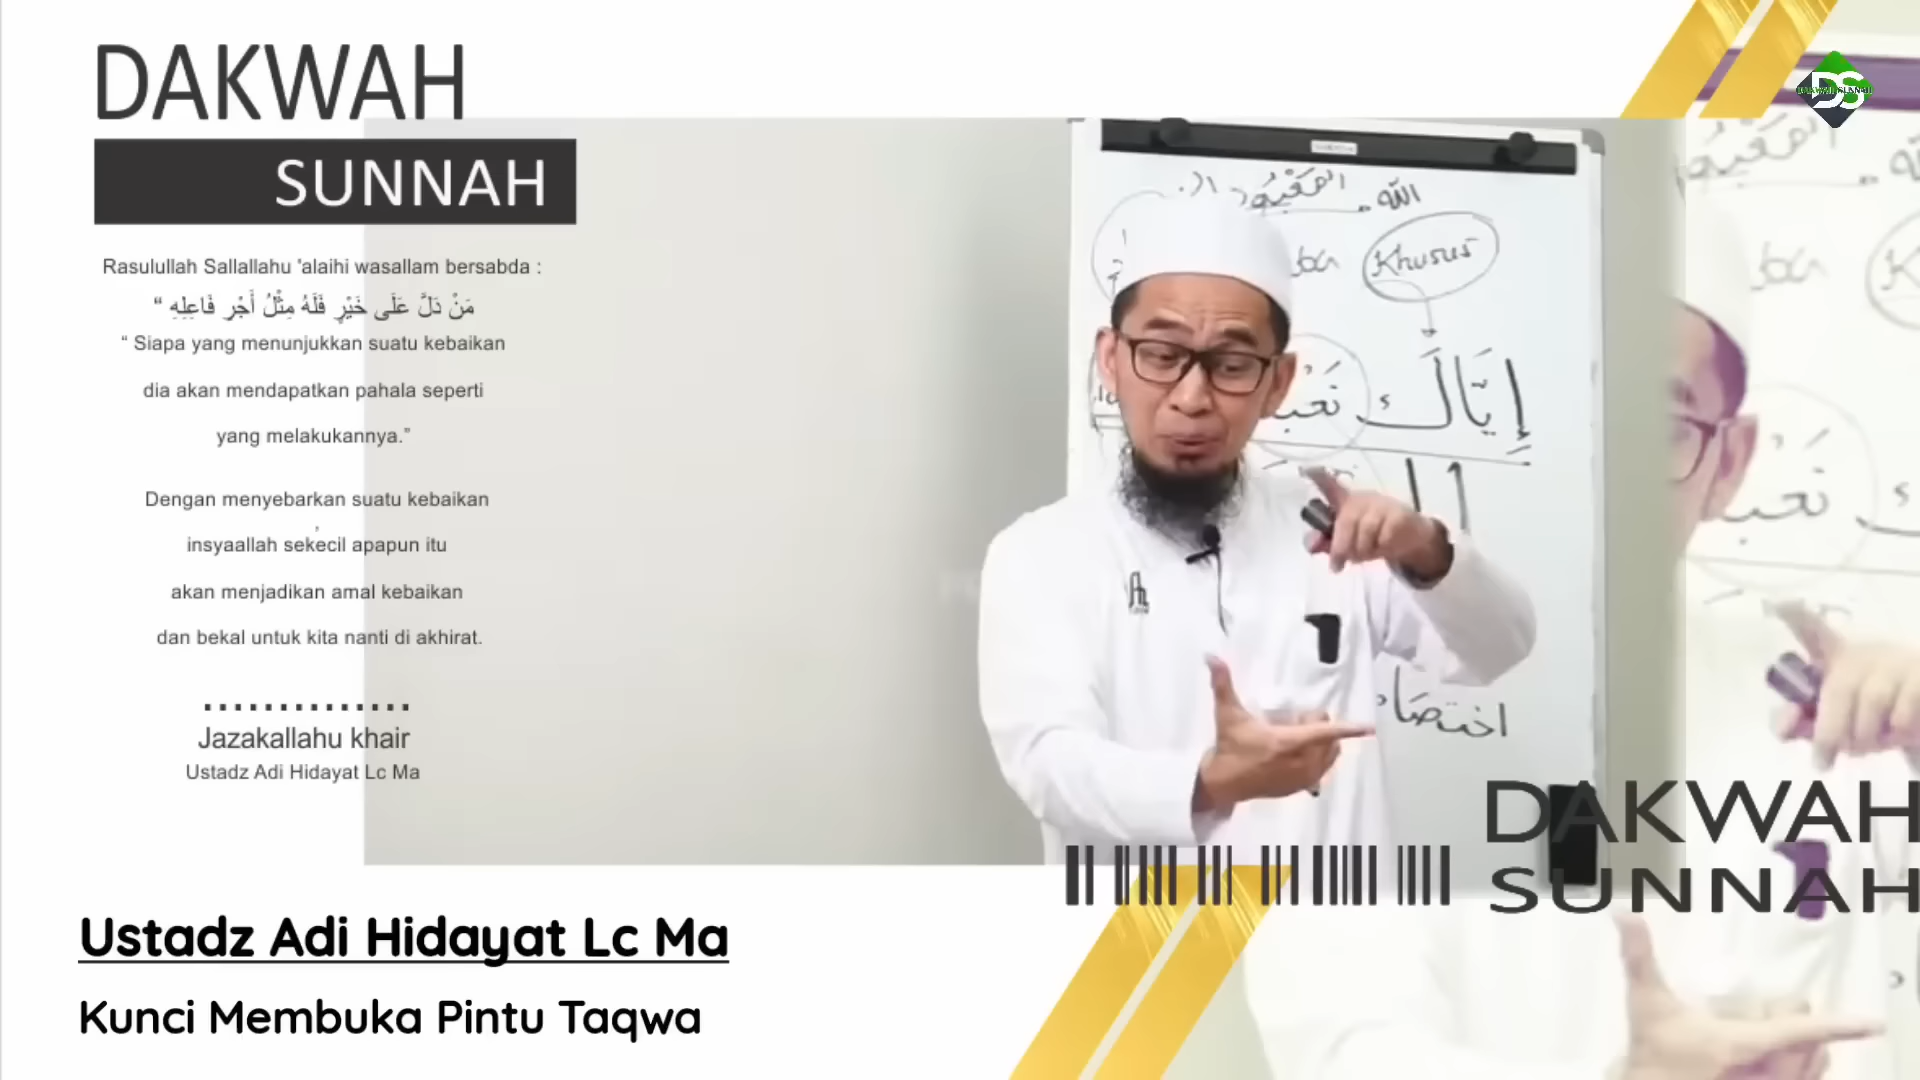 DAKWAH
SUNNAH
Rasulullah Sallallahu 'alaihi wasallam bersabda :
مَنْ دَلَّ عَلَى خَيْرٍ فَلَهُ مِثْلُ أَجْرِ فَاعِلِهِ “
“ Siapa yang menunjukkan suatu kebaikan
dia akan mendapatkan pahala seperti
yang melakukannya.”
Dengan menyebarkan suatu kebaikan
insyaallah sekecil apapun itu
akan menjadikan amal kebaikan
dan bekal untuk kita nanti di akhirat.
..............
Jazakallahu khair
Ustadz Adi Hidayat Lc Ma
الله
Khusus
إِيَّاكَ
DAKWAH
SUNNAH
Ustadz Adi Hidayat Lc Ma
Kunci Membuka Pintu Taqwa
DS